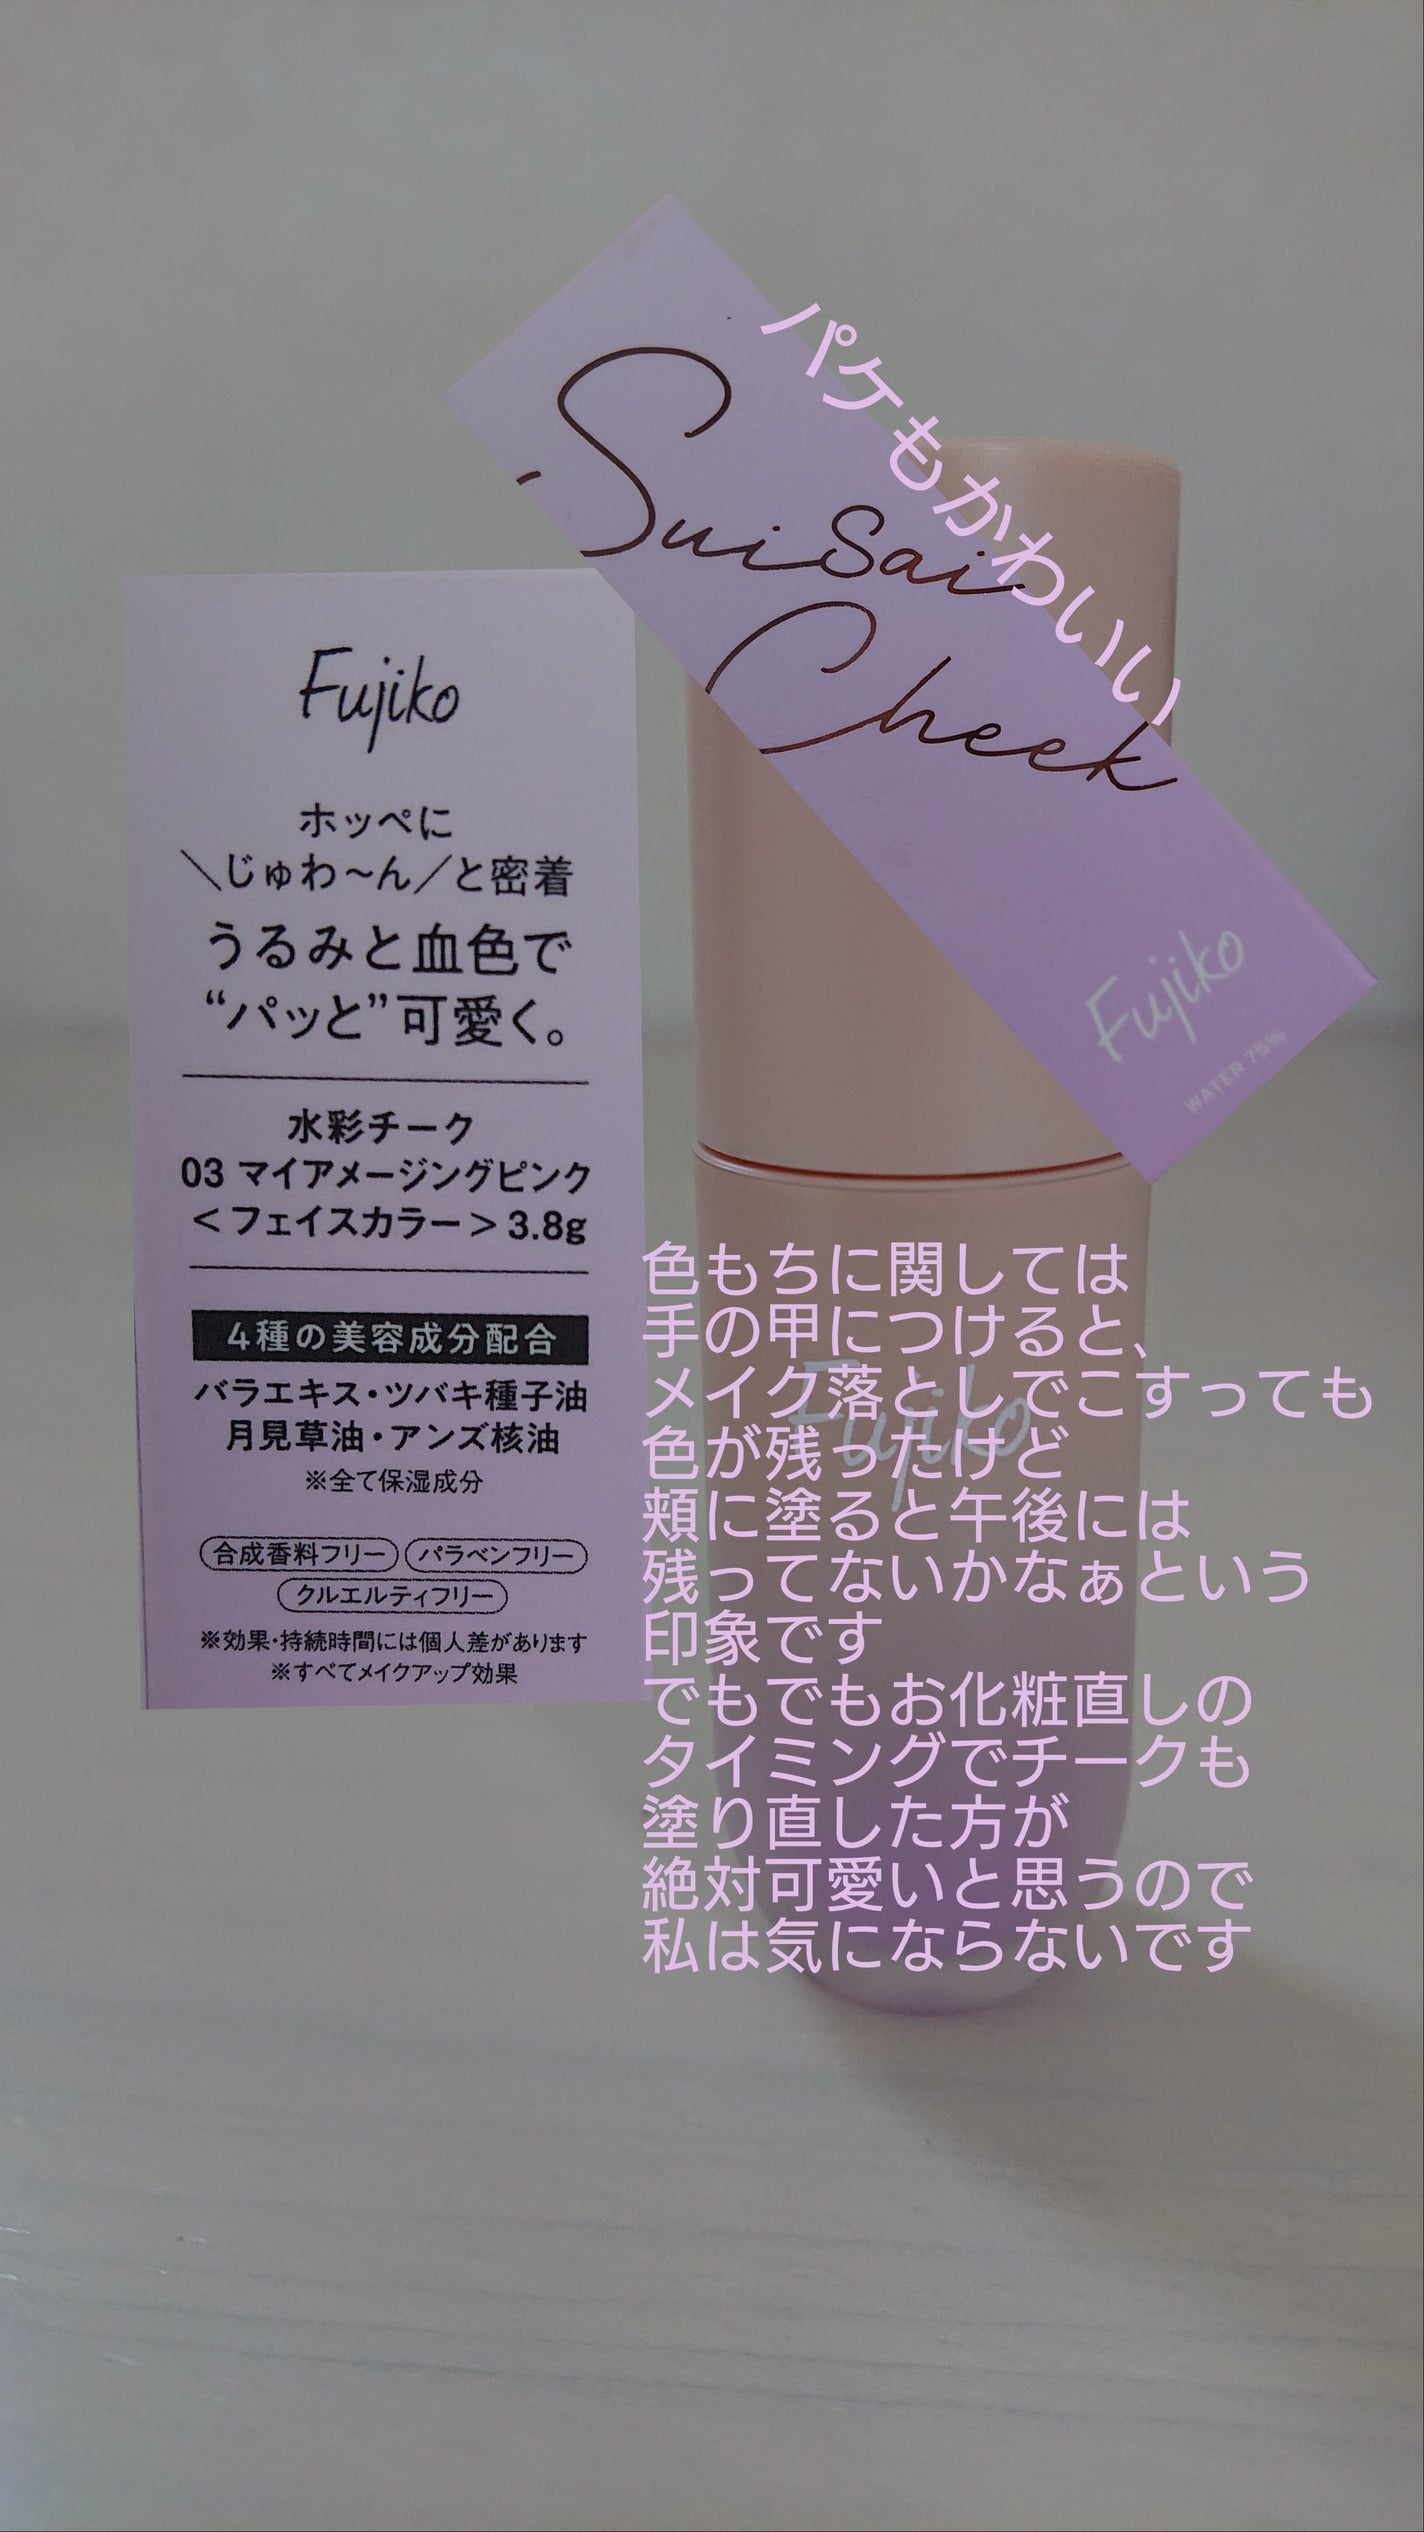 パケもかわいい
Suisai
Cheek
Fujiko
WATER 75%
Fujiko
ホッペに
＼じゅわ〜ん／と密着
うるみと血色で
“パッと”可愛く。
水彩チーク
03 マイアメージングピンク
＜フェイスカラー＞3.8g
4種の美容成分配合
バラエキス・ツバキ種子油
月見草油・アンズ核油
※全て保湿成分
合成香料フリー パラベンフリー
クルエルティフリー
※効果・持続時間には個人差があります
※すべてメイクアップ効果
Fujiko
色もちに関しては
手の甲につけると、
メイク落としでこすっても
色が残ったけど
頬に塗ると午後には
残ってないかなぁという
印象です
でもでもお化粧直しの
タイミングでチークも
塗り直した方が
絶対可愛いと思うので
私は気にならないです